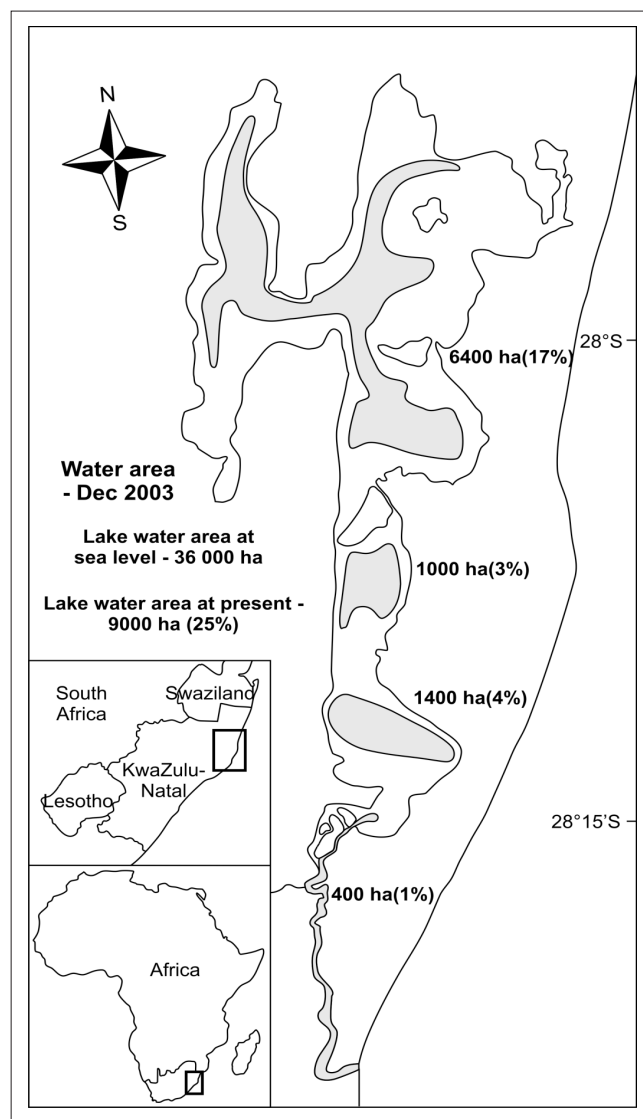 N
S
28°S
6400 ha(17%)
Water area
- Dec 2003
Lake water area at
sea level - 36 000 ha
1000 ha(3%)
Lake water area at present -
9000 ha (25%)
South
Africa
Swaziland
1400 ha(4%)
KwaZulu-
Natal
Lesotho
28°15'S
400 ha(1%)
Africa